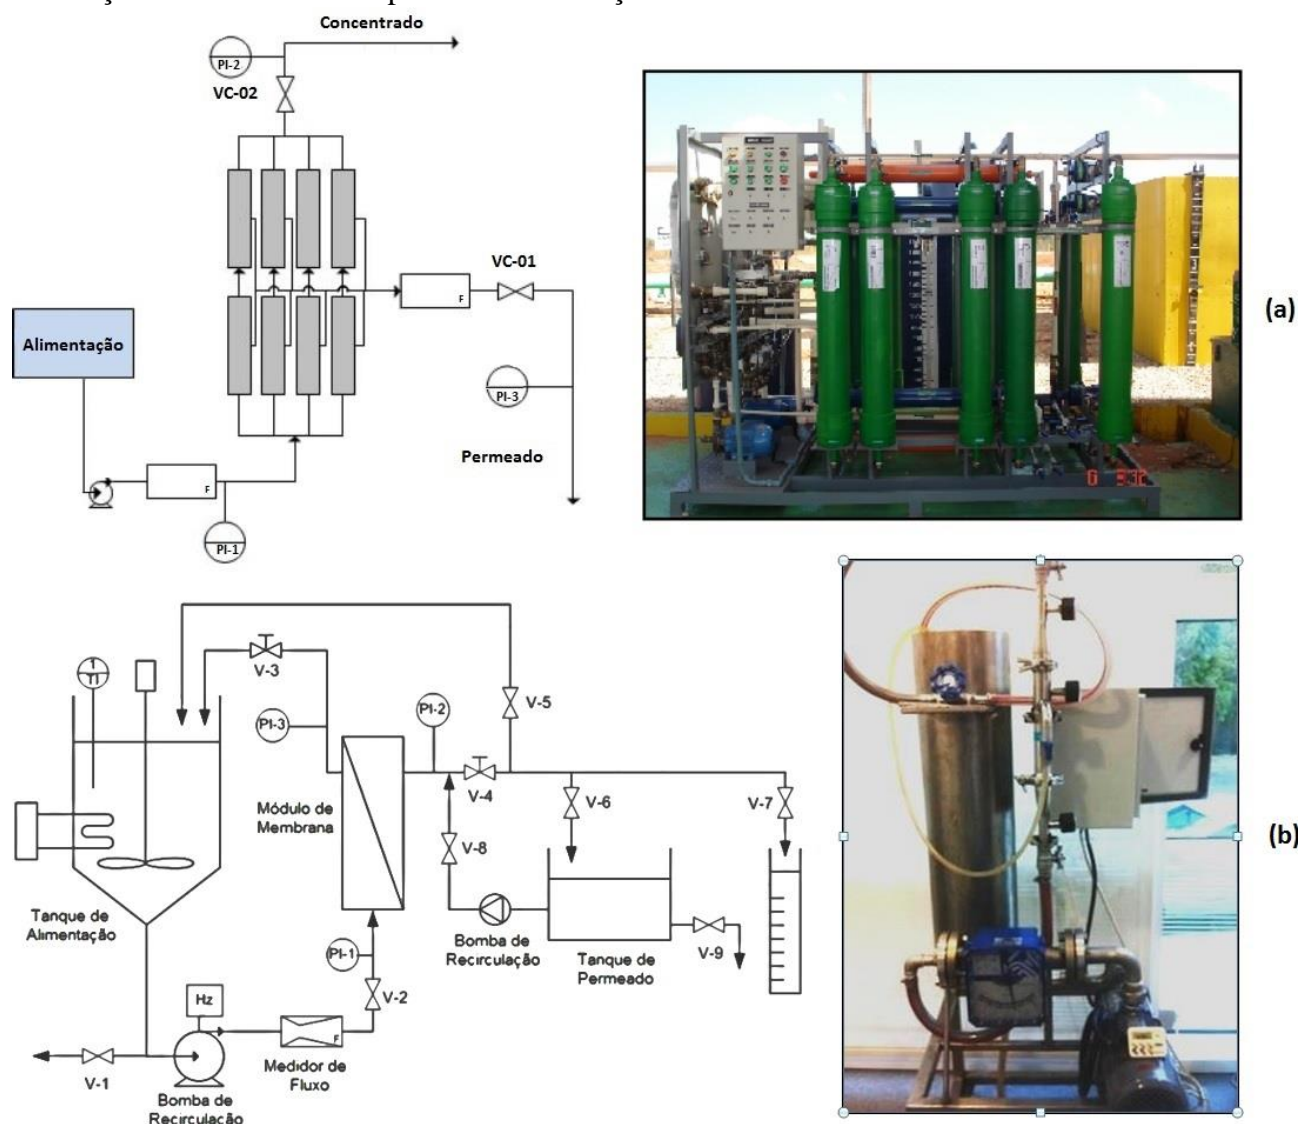 Concentrado
PI-2
VC-02
VC-01
F
Alimentação
PI-3
Permeado
F
PI-1
(a)
V-3
1
TI
PI-3
PI-2
V-5
Módulo de
Membrana
V-4
V-6
V-7
V-8
Tanque de
Alimentação
PI-1
Bomba de
Recirculação
Tanque de
Permeado
V-9
V-2
Hz
F
Medidor de
Fluxo
V-1
Bomba de
Recirculação
(b)